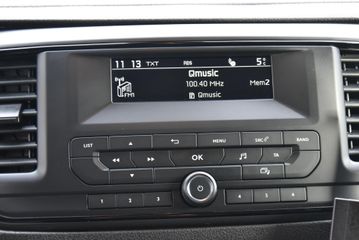 11 13 TXT RDS 5°
Qmusic
100.40 MHz Mem2
FM
Qmusic
LIST MENU SRC BAND
OK TA
1 2 3 4 5 6